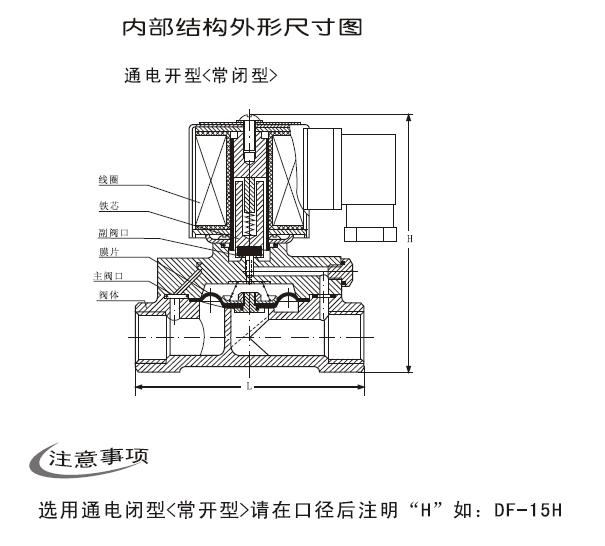 内部结构外形尺寸图
通电开型<常闭型>
线圈
铁芯
副阀口
膜片
主阀口
阀体
H
L
注意事项
选用通电闭型<常开型>请在口径后注明“H”如：DF-15H